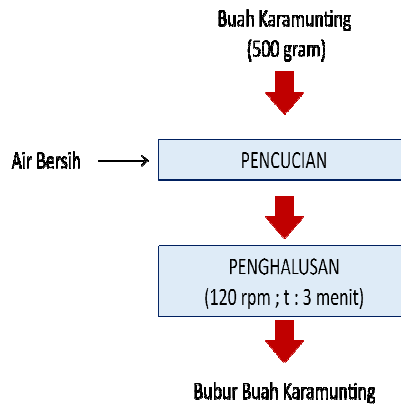 Buah Karamunting
(500 gram)
Air Bersih
PENCUCIAN
PENGHALUSAN
(120 rpm ; t : 3 menit)
Bubur Buah Karamunting